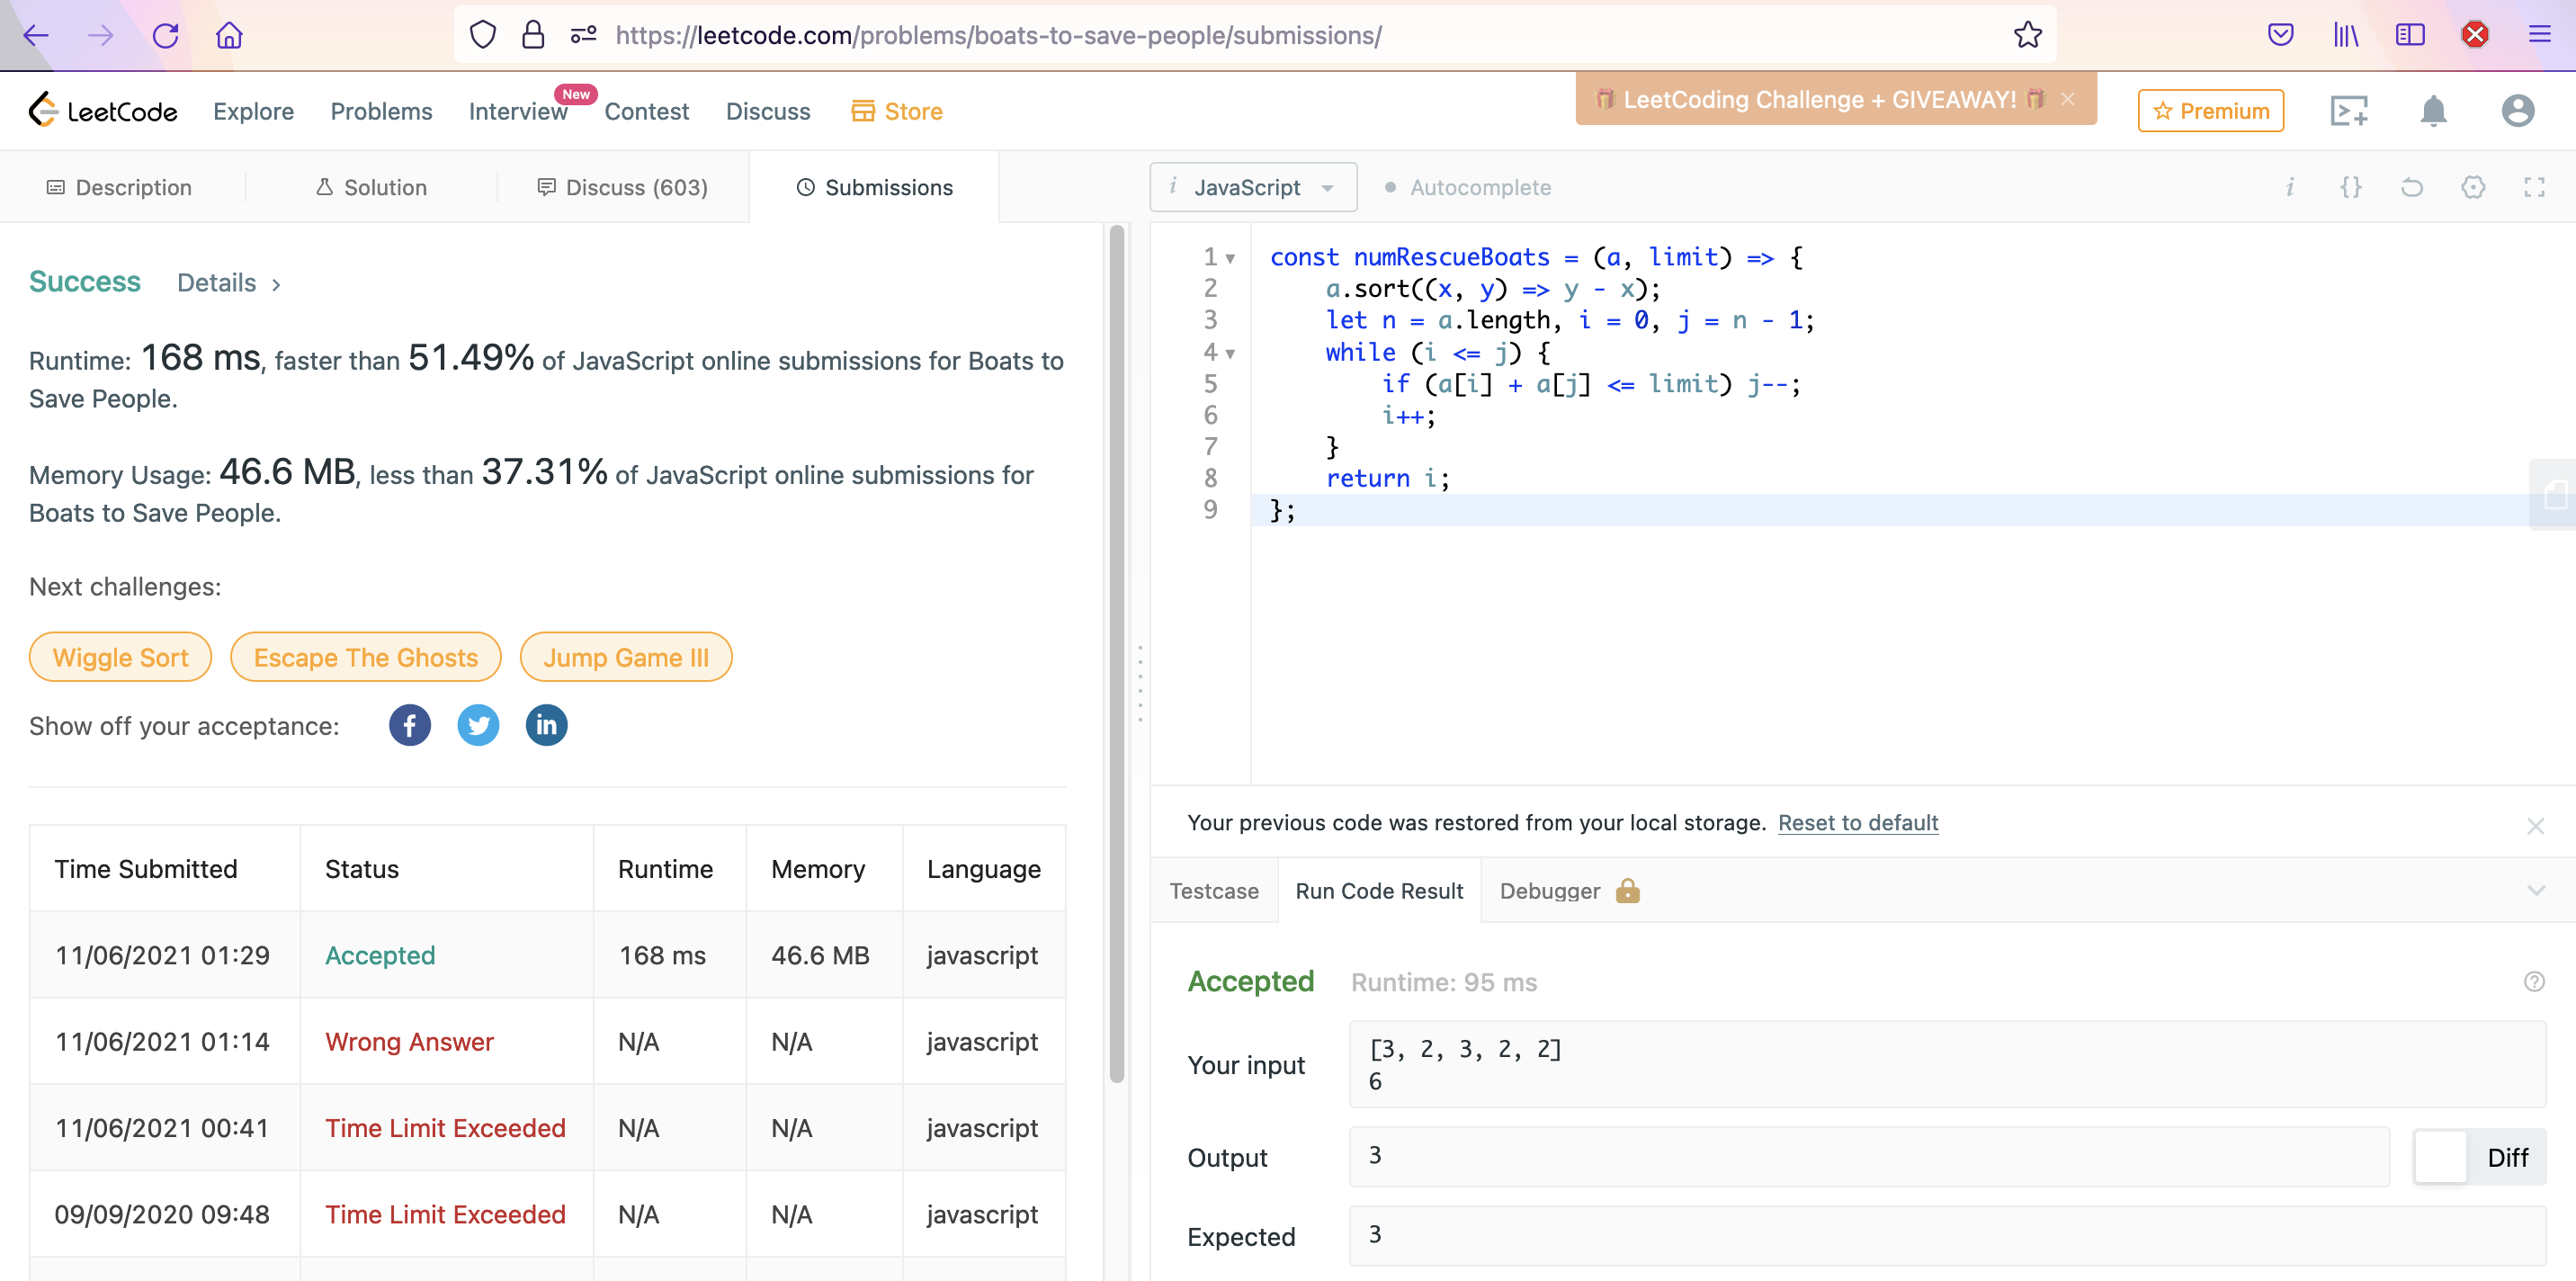 https://leetcode.com/problems/boats-to-save-people/submissions/
LeetCode Explore Problems Interview New Contest Discuss Store
LeetCoding Challenge + GIVEAWAY! ×
Premium
Description
Solution
Discuss (603)
Submissions
Success Details >
Runtime: 168 ms, faster than 51.49% of JavaScript online submissions for Boats to
Save People.
Memory Usage: 46.6 MB, less than 37.31% of JavaScript online submissions for
Boats to Save People.
Next challenges:
Wiggle Sort Escape The Ghosts Jump Game III
Show off your acceptance:
Time Submitted Status Runtime Memory Language
11/06/2021 01:29 Accepted 168 ms 46.6 MB javascript
11/06/2021 01:14 Wrong Answer N/A N/A javascript
11/06/2021 00:41 Time Limit Exceeded N/A N/A javascript
09/09/2020 09:48 Time Limit Exceeded N/A N/A javascript
i JavaScript Autocomplete
i {}
1 const numRescueBoats = (a, limit) => {
2     a.sort((x, y) => y - x);
3     let n = a.length, i = 0, j = n - 1;
4     while (i <= j) {
5         if (a[i] + a[j] <= limit) j--;
6         i++;
7     }
8     return i;
9 };
Your previous code was restored from your local storage. Reset to default
Testcase Run Code Result Debugger
Accepted Runtime: 95 ms
Your input
[3, 2, 3, 2, 2]
6
Output
3
Diff
Expected
3